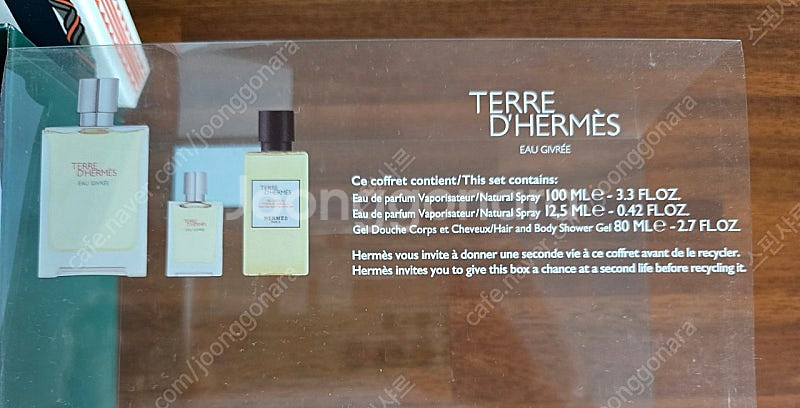 TERRE
D'HERMÈS
EAU GIVRÉE
Ce coffret contient/This set contains:
Eau de parfum Vaporisateur/Natural Spray 100 ML℮ - 3.3 FL.OZ.
Eau de parfum Vaporisateur/Natural Spray 12,5 ML℮ - 0.42 FL.OZ.
Gel Douche Corps et Cheveux/Hair and Body Shower Gel 80 ML℮ - 2.7 FL.OZ.
Hermès vous invite à donner une seconde vie à ce coffret avant de le recycler.
Hermès invites you to give this box a chance at a second life before recycling it.
TERRE
D'HERMÈS
EAU GIVRÉE
TERRE
D'HERMÈS
EAU GIVRÉE
TERRE
D'HERMÈS
HERMÈS
PARIS
Joonggonara
cafe.naver.com/joonggonara